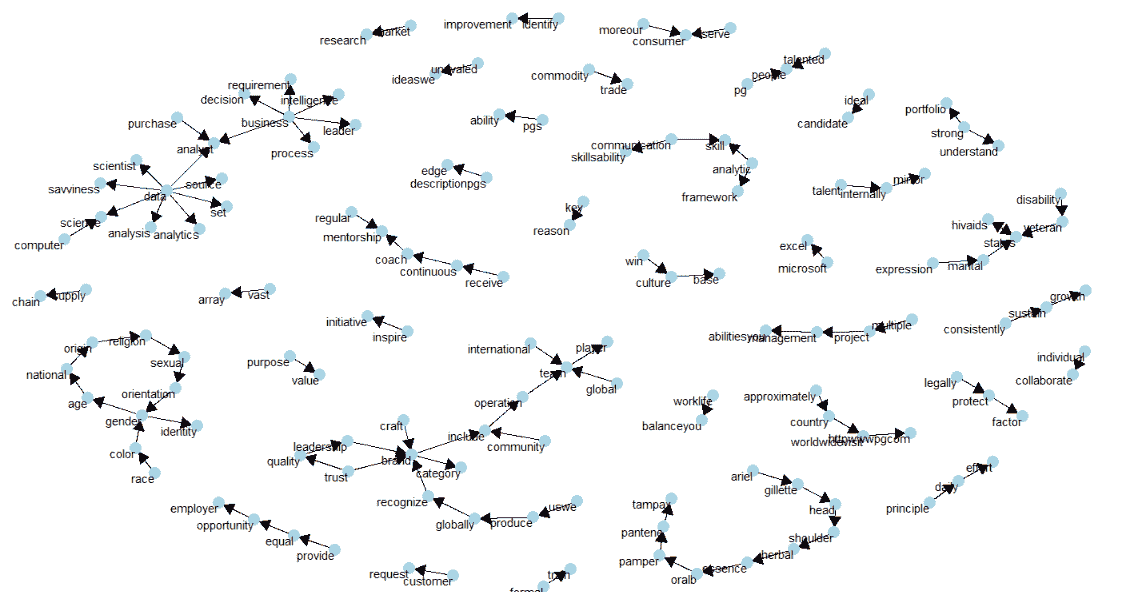 research
market
improvement
identify
moreour
consumer
serve
ideaswe
unrivaled
commodity
trade
pg
people
talented
requirement
decision
intelligence
business
leader
process
purchase
analyst
ability
pgs
ideal
candidate
portfolio
strong
understand
scientist
savviness
data
source
set
science
computer
analysis
analytics
edge
descriptionpgs
communication
skillsability
skill
analytic
framework
talent
internally
mirror
disability
hivaids
veteran
status
expression
marital
regular
mentorship
coach
continuous
receive
key
reason
win
culture
base
excel
microsoft
chain
supply
array
vast
initiative
inspire
abilitiesyou
management
project
multiple
growth
sustain
consistently
origin
religion
sexual
national
orientation
age
gender
identity
color
race
purpose
value
international
player
team
global
operation
individual
collaborate
legally
protect
factor
worklife
balanceyou
approximately
country
worldwidevisit
httpwwwpgcom
craft
include
community
leadership
quality
trust
brand
category
recognize
globally
produce
uswe
employer
opportunity
equal
provide
request
customer
ariel
gillette
head
shoulder
herbal
essence
oralb
pamper
pantene
tampax
effort
daily
principle
train